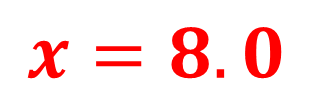 x = 8.0